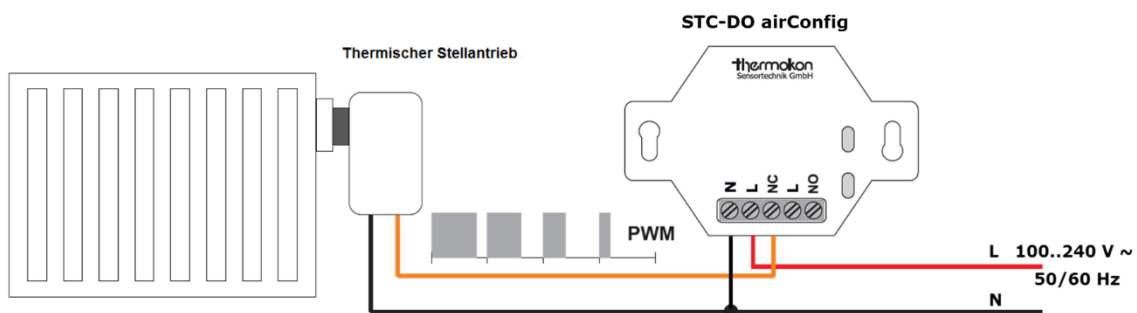 STC-DO airConfig
Thermischer Stellantrieb
thermokon
Sensortechnik GmbH
N L NC L NO
PWM
L 100..240 V ~
50/60 Hz
N